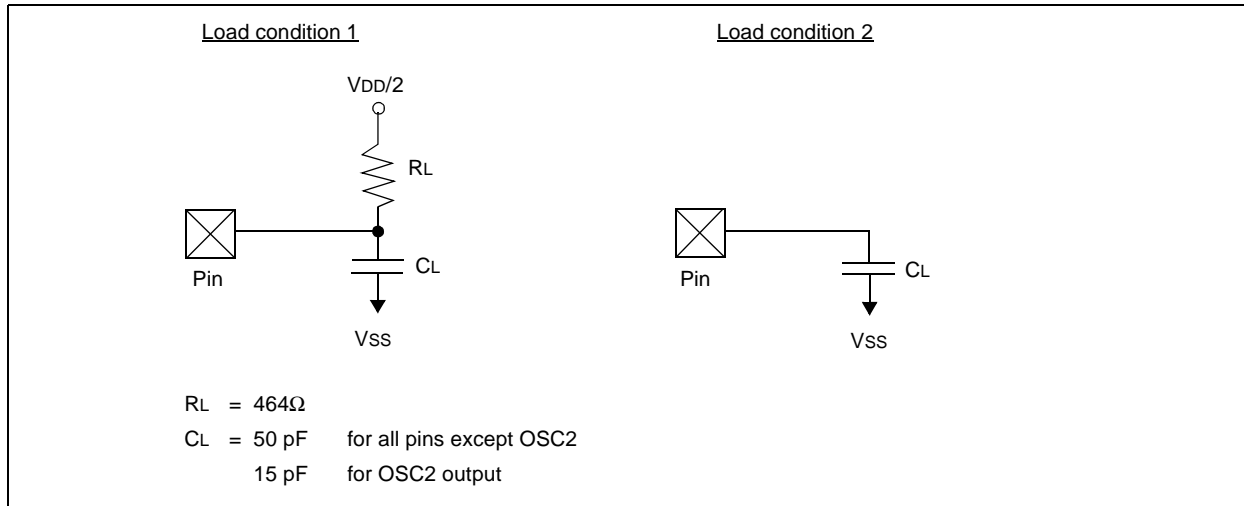 Load condition 1
Load condition 2
VDD/2
RL
Pin
CL
VSS
Pin
CL
VSS
RL = 464Ω
CL = 50 pF for all pins except OSC2
15 pF for OSC2 output